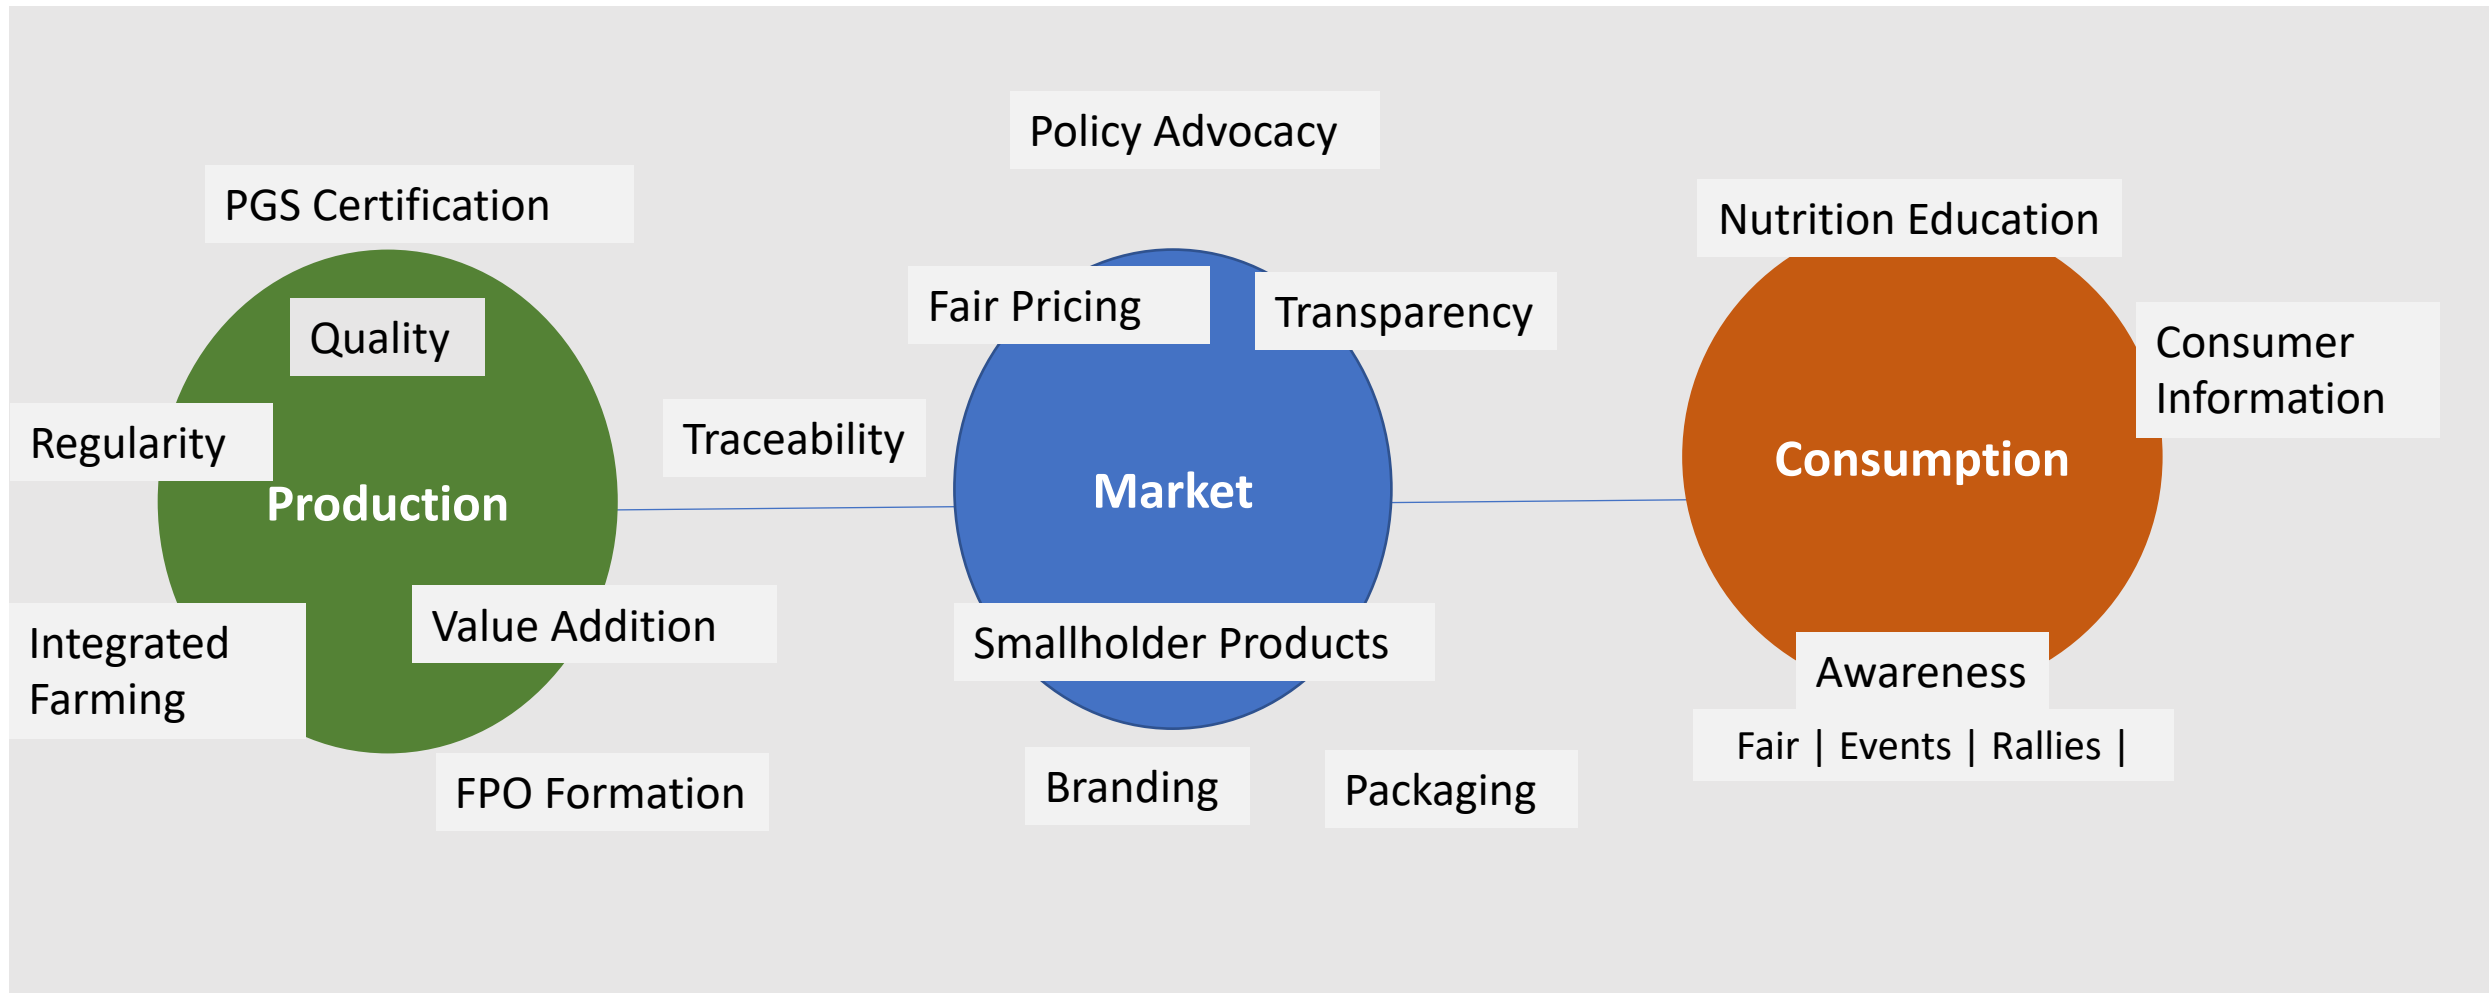 Policy Advocacy
PGS Certification
Quality
Regularity
Production
Integrated
Farming
Value Addition
FPO Formation
Traceability
Fair Pricing
Transparency
Market
Smallholder Products
Branding
Packaging
Nutrition Education
Consumer
Information
Consumption
Awareness
Fair | Events | Rallies |